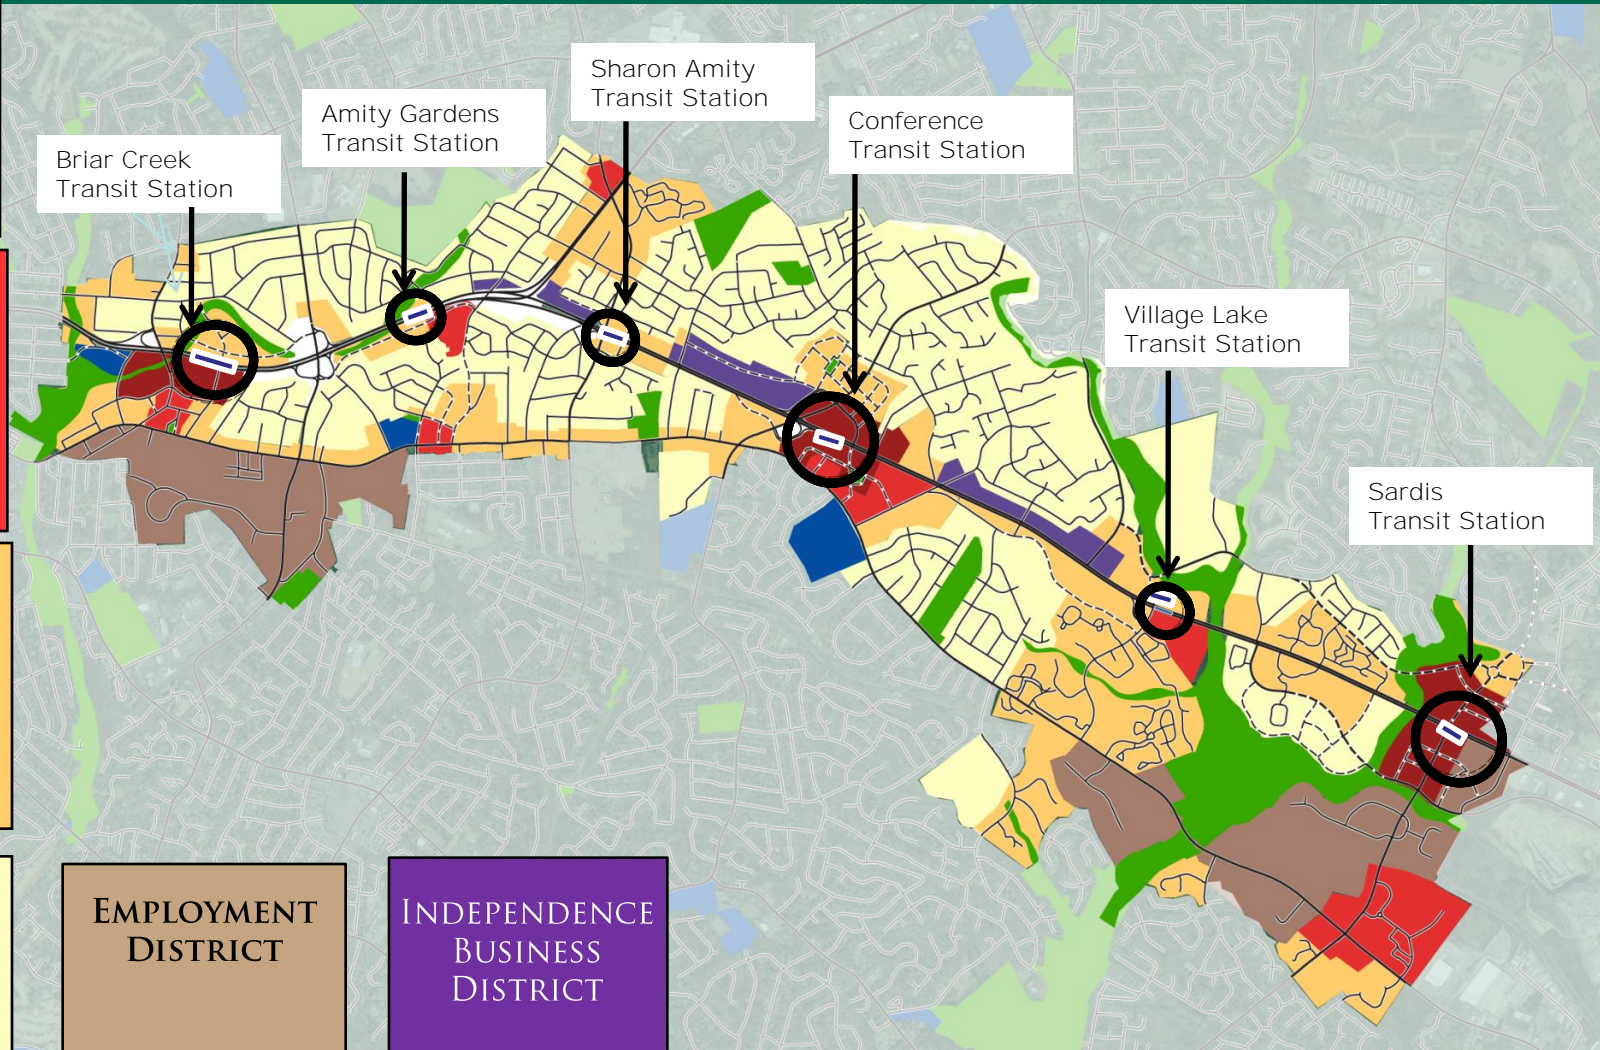 Sharon Amity
Transit Station
Amity Gardens
Transit Station
Conference
Transit Station
Briar Creek
Transit Station
Village Lake
Transit Station
Sardis
Transit Station
EMPLOYMENT
DISTRICT
INDEPENDENCE
BUSINESS
DISTRICT